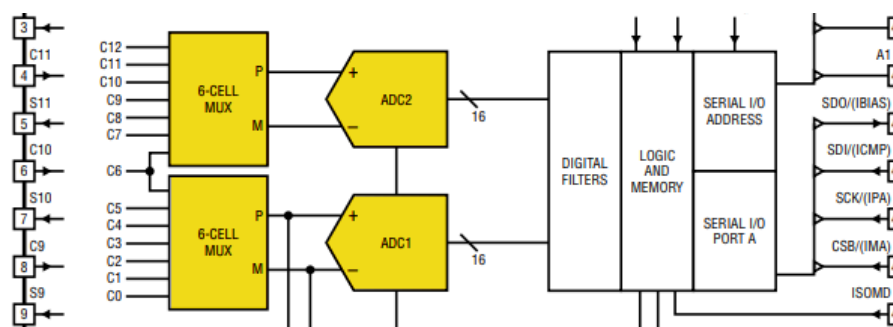 3
C11
4
S11
5
C10
6
S10
7
C9
8
S9
9
C12
C11
C10
C9
C8
C7
C6
C5
C4
C3
C2
C1
C0
6-CELL
MUX
P
M
6-CELL
MUX
P
M
+
ADC2
–
+
ADC1
–
16
16
DIGITAL
FILTERS
LOGIC
AND
MEMORY
SERIAL I/O
ADDRESS
SERIAL I/O
PORT A
A1
SDO/(IBIAS)
SDI/(ICMP)
SCK/(IPA)
CSB/(IMA)
ISOMD